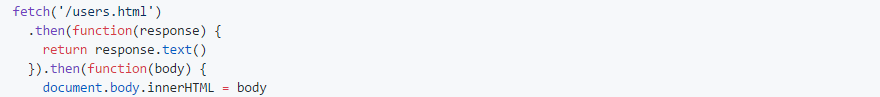 fetch('/users.html')
  .then(function(response) {
    return response.text()
  }).then(function(body) {
    document.body.innerHTML = body